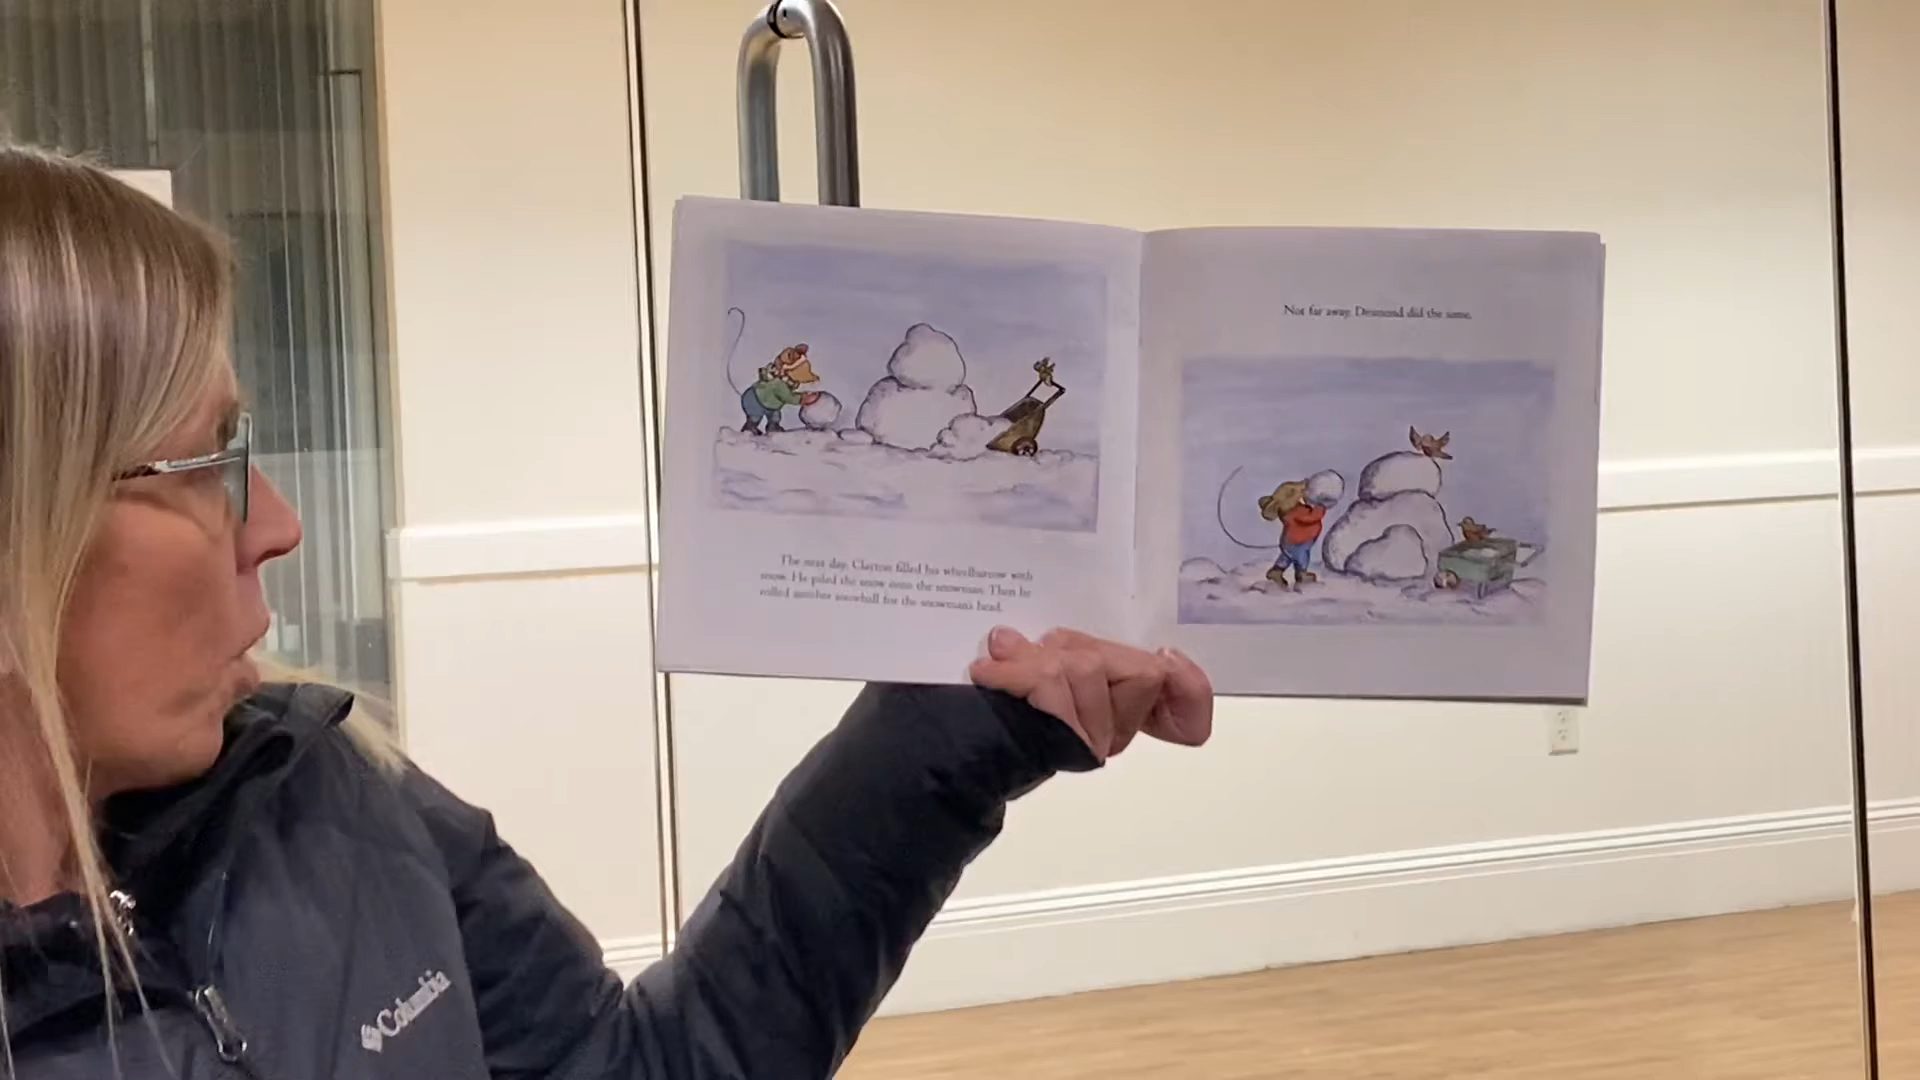 The next day, Clayton filled his wheelbarrow with
snow. He piled the snow onto the snowman. Then he
rolled another snowball for the snowman's head.
Not far away, Desmond did the same.
Columbia